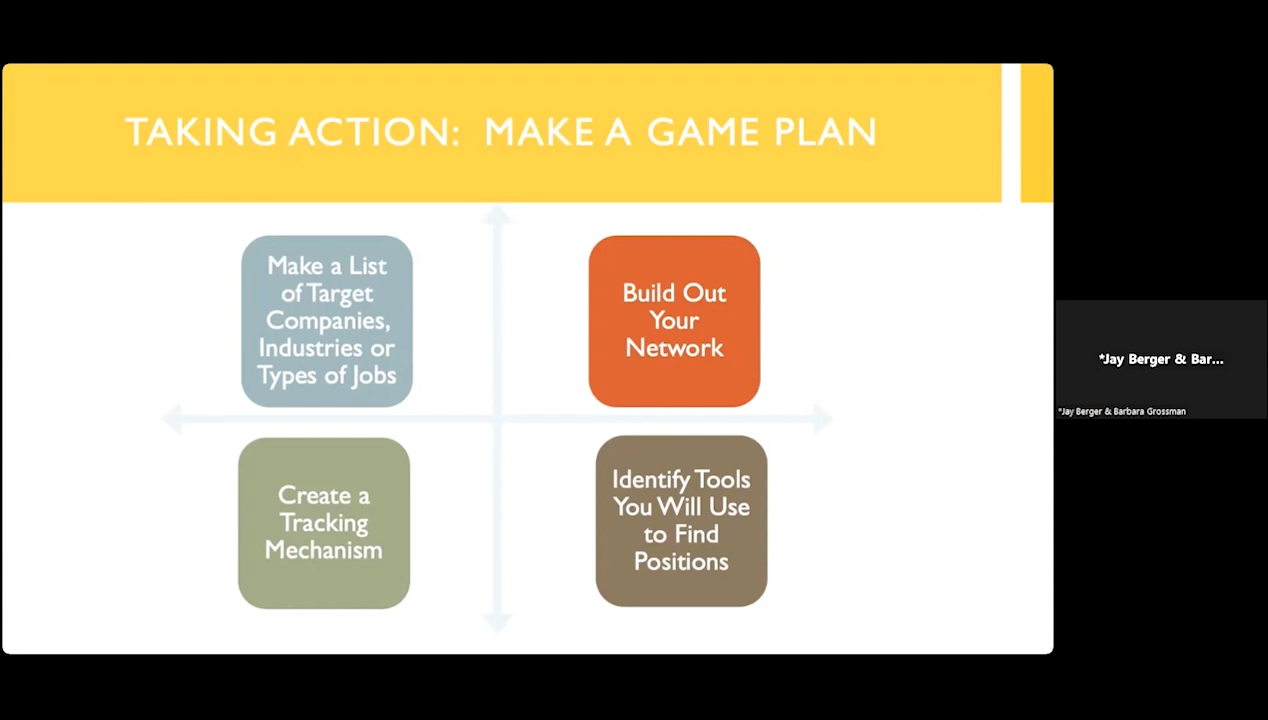 TAKING ACTION: MAKE A GAME PLAN
Make a List
of Target
Companies,
Industries or
Types of Jobs
Build Out
Your
Network
Create a
Tracking
Mechanism
Identify Tools
You Will Use
to Find
Positions
*Jay Berger & Bar...
*Jay Berger & Barbara Grossman